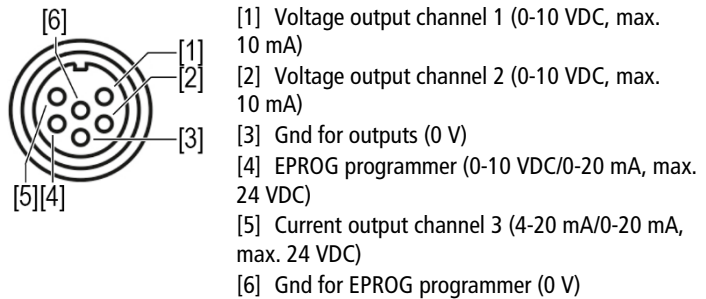 [6]
[1]
[2]
[3]
[5][4]
[1] Voltage output channel 1 (0-10 VDC, max.
10 mA)
[2] Voltage output channel 2 (0-10 VDC, max.
10 mA)
[3] Gnd for outputs (0 V)
[4] EPROG programmer (0-10 VDC/0-20 mA, max.
24 VDC)
[5] Current output channel 3 (4-20 mA/0-20 mA,
max. 24 VDC)
[6] Gnd for EPROG programmer (0 V)